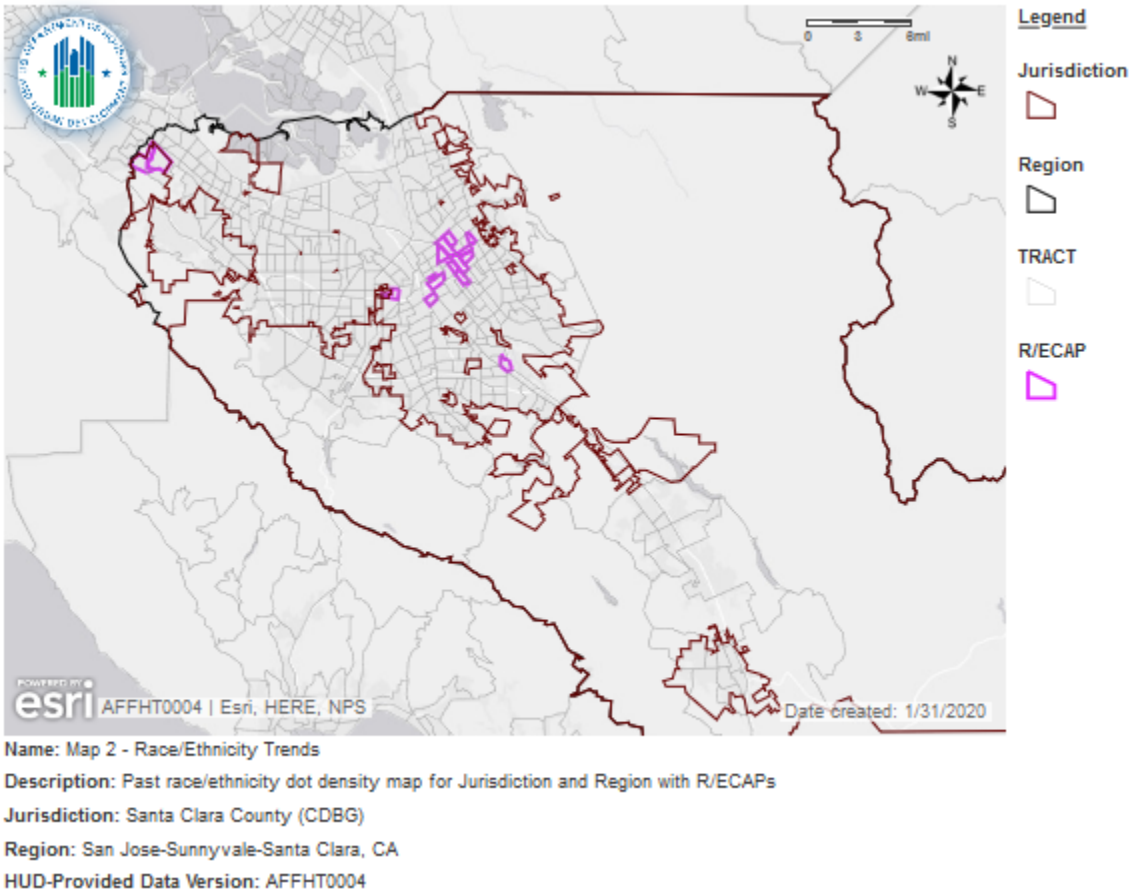 0 3 6mi
Legend
N
W E
S
Jurisdiction
Region
TRACT
R/ECAP
POWERED BY
esri AFFHT0004 | Esri, HERE, NPS
Date created: 1/31/2020
Name: Map 2 - Race/Ethnicity Trends
Description: Past race/ethnicity dot density map for Jurisdiction and Region with R/ECAPs
Jurisdiction: Santa Clara County (CDBG)
Region: San Jose-Sunnyvale-Santa Clara, CA
HUD-Provided Data Version: AFFHT0004